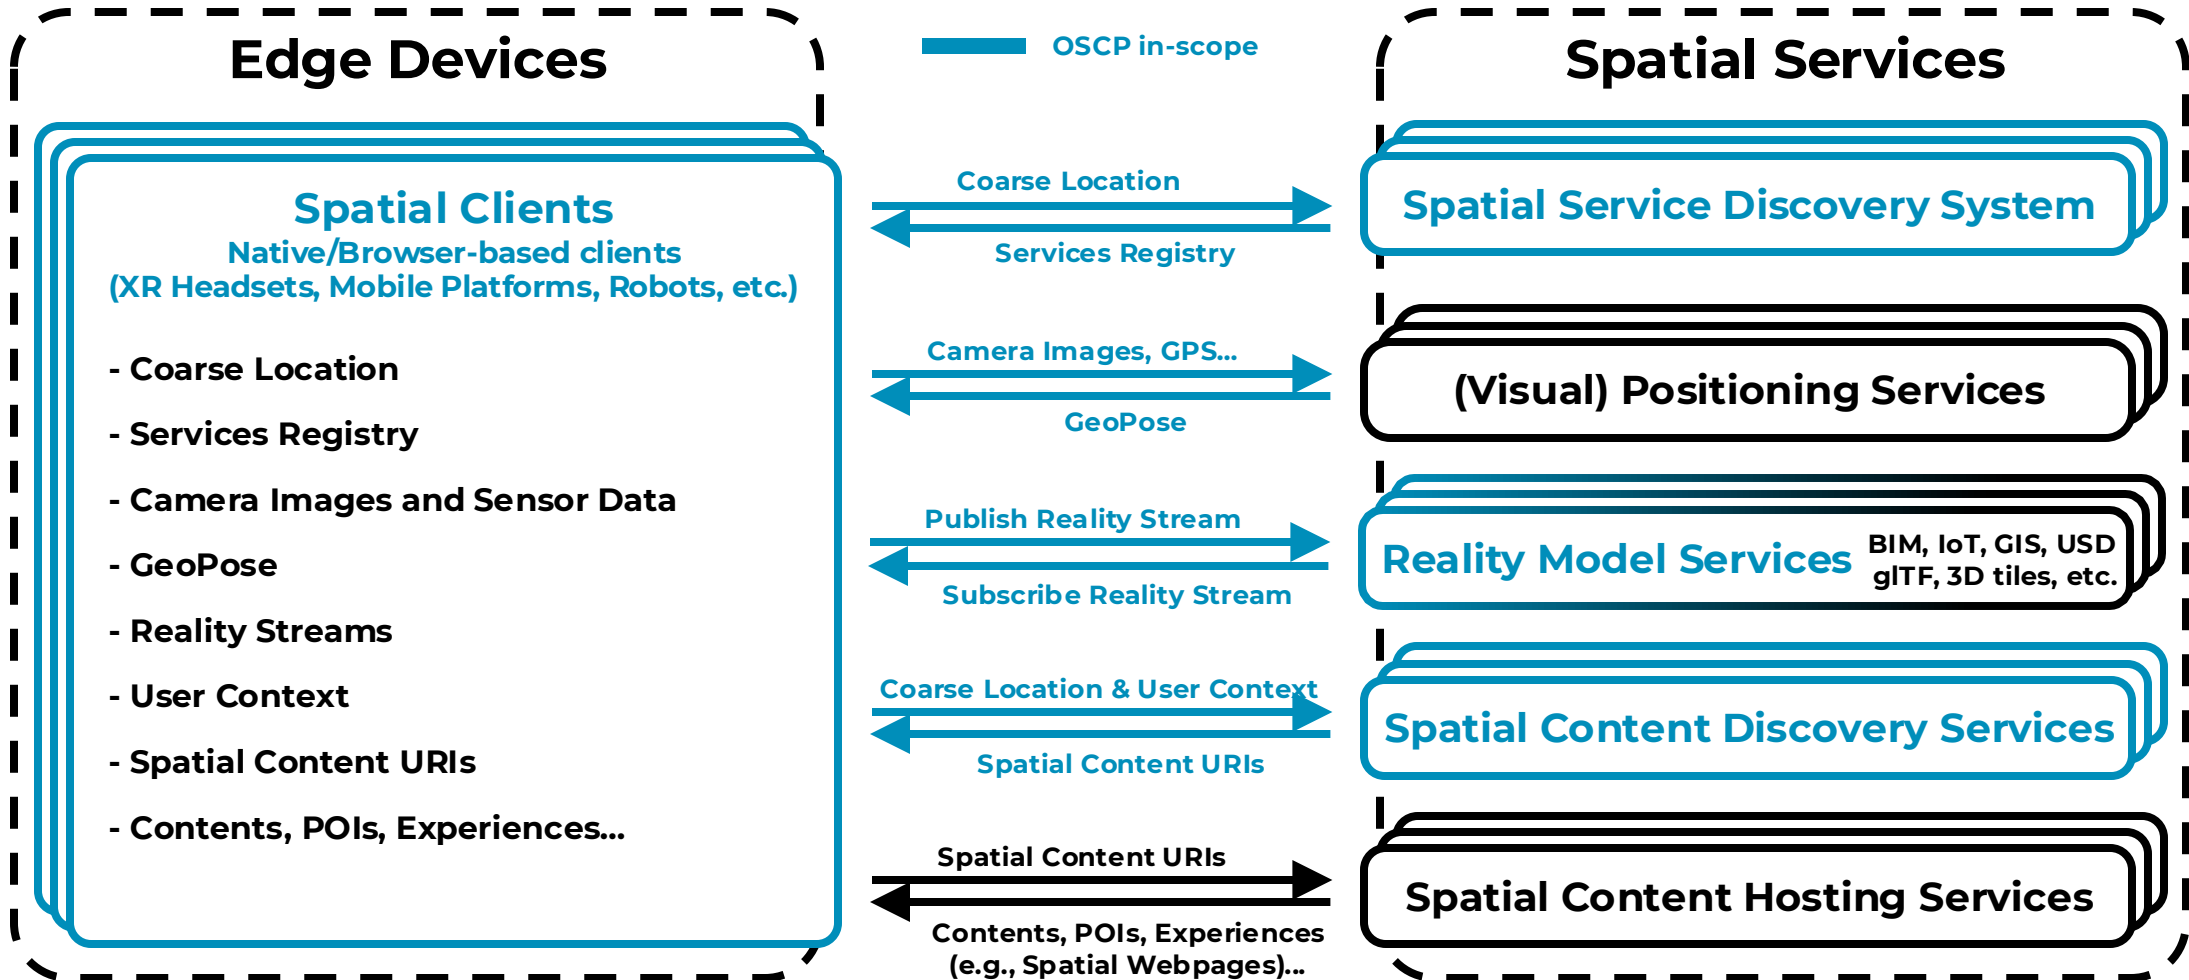 Edge Devices
Spatial Clients
Native/Browser-based clients
(XR Headsets, Mobile Platforms, Robots, etc.)
- Coarse Location
- Services Registry
- Camera Images and Sensor Data
- GeoPose
- Reality Streams
- User Context
- Spatial Content URIs
- Contents, POIs, Experiences...
OSCP in-scope
Coarse Location
Services Registry
Camera Images, GPS...
GeoPose
Publish Reality Stream
Subscribe Reality Stream
Coarse Location & User Context
Spatial Content URIs
Spatial Content URIs
Contents, POIs, Experiences
(e.g., Spatial Webpages)...
Spatial Services
Spatial Service Discovery System
(Visual) Positioning Services
Reality Model Services
BIM, IoT, GIS, USD
glTF, 3D tiles, etc.
Spatial Content Discovery Services
Spatial Content Hosting Services